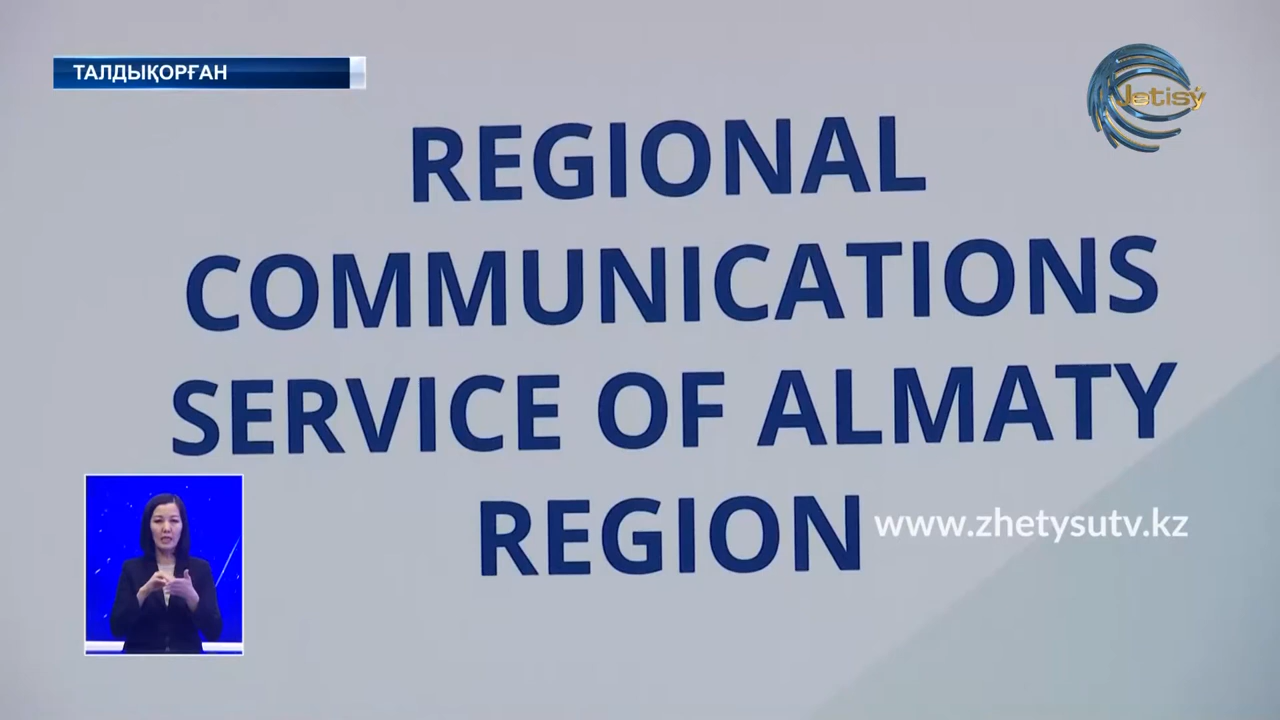 ТАЛДЫҚОРҒАН
Jetisý
REGIONAL
COMMUNICATIONS
SERVICE OF ALMATY
REGION
www.zhetysutv.kz